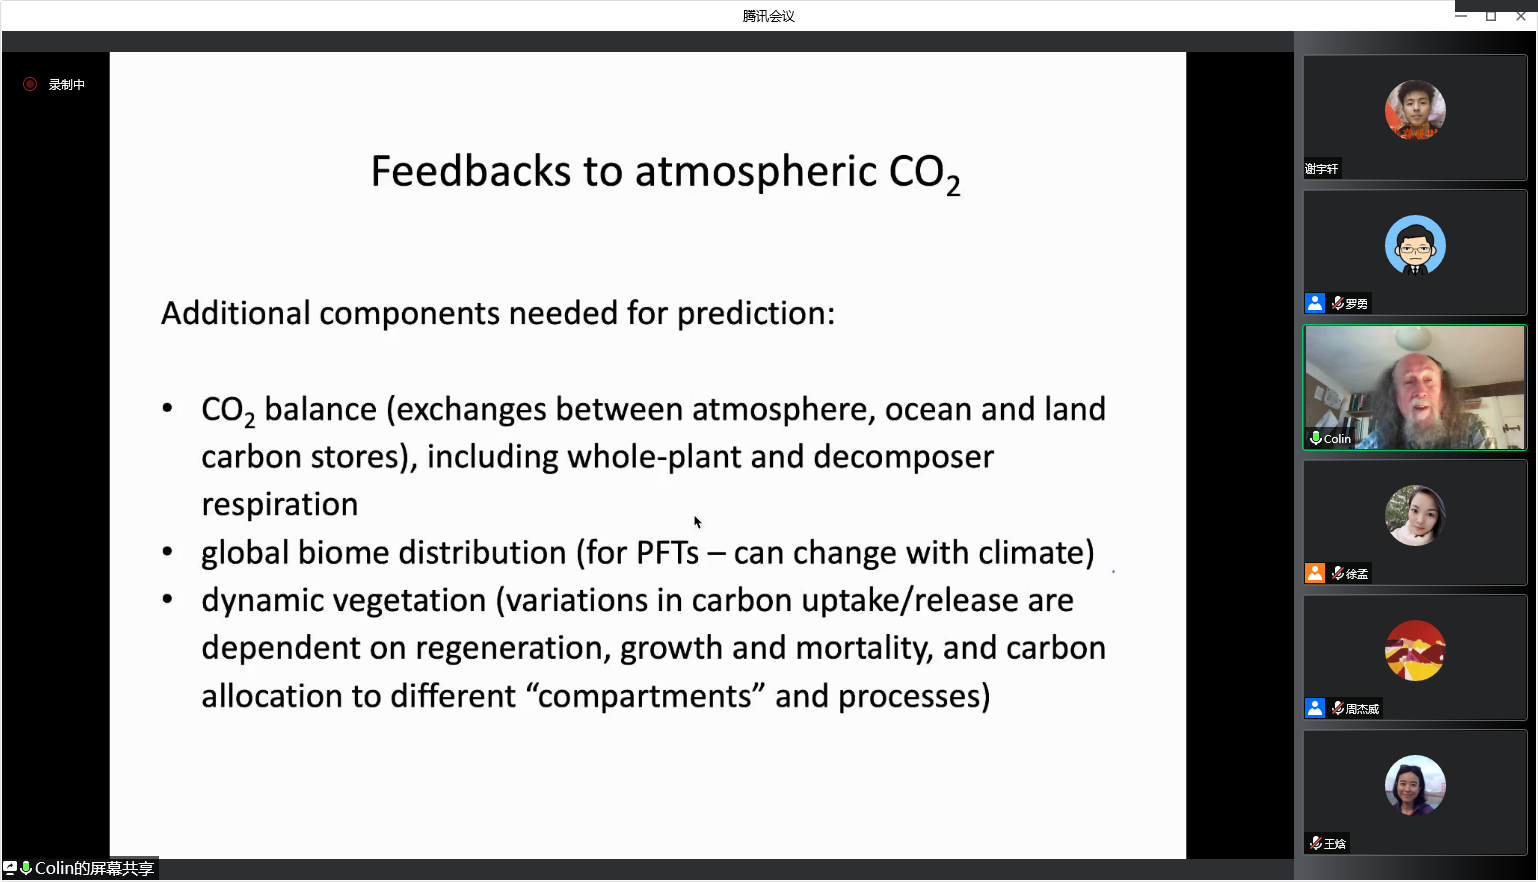 腾讯会议
录制中
Feedbacks to atmospheric CO₂
Additional components needed for prediction:
• CO₂ balance (exchanges between atmosphere, ocean and land
carbon stores), including whole-plant and decomposer
respiration
• global biome distribution (for PFTs – can change with climate)
• dynamic vegetation (variations in carbon uptake/release are
dependent on regeneration, growth and mortality, and carbon
allocation to different “compartments” and processes)
Colin的屏幕共享
谢宇轩
罗勇
Colin
徐孟
周杰威
王焓